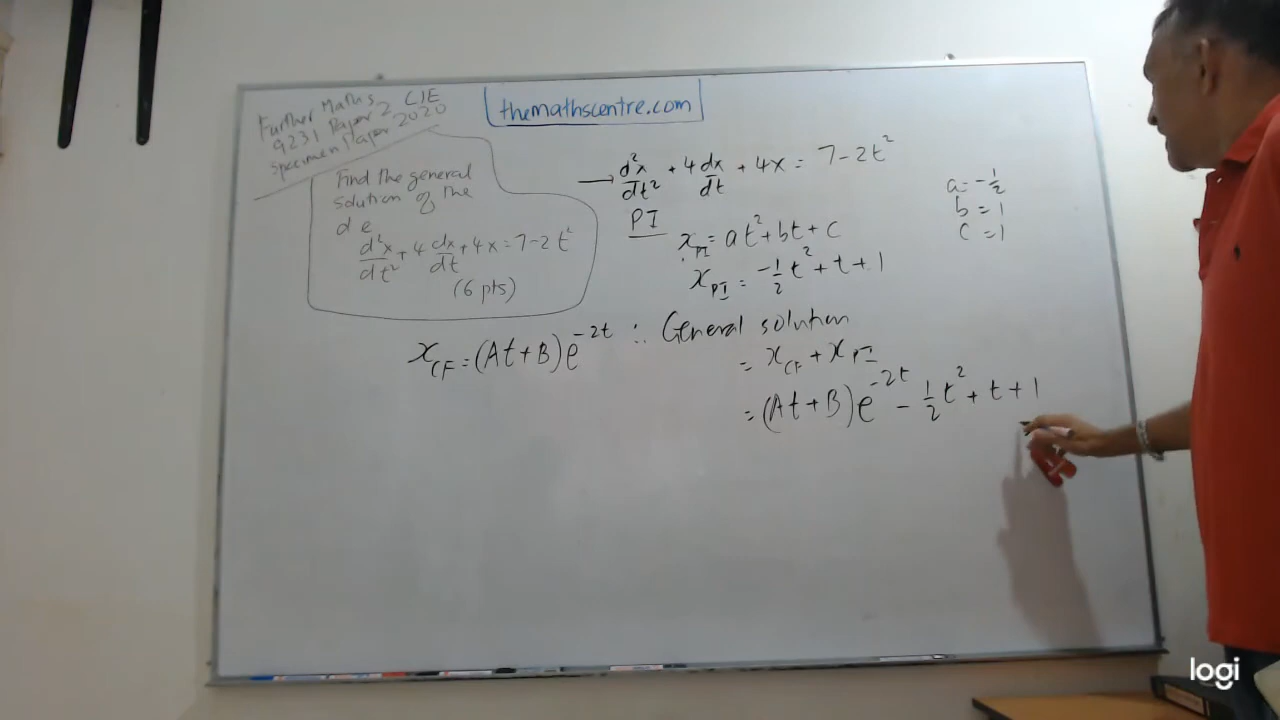 Further Maths CIE
9231 Paper 2
Specimen Paper 2020
themathscentre.com
Find the general
solution of the
d e
d²x/dt² + 4 dx/dt + 4x = 7 - 2t²
(6 pts)
→ d²x/dt² + 4 dx/dt + 4x = 7 - 2t²
PI
x_PI = at² + bt + c
x_PI = -1/2 t² + t + 1
a = -1/2
b = 1
c = 1
x_CF = (At + B)e^-2t ∴ General solution
= x_CF + x_PI
= (At + B)e^-2t - 1/2 t² + t + 1
logi